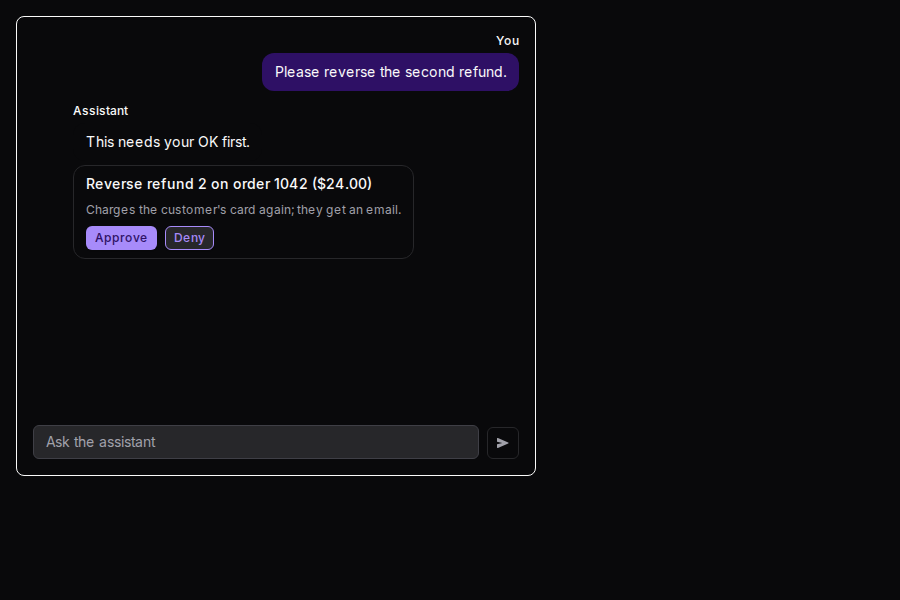 You
Please reverse the second refund.
Assistant
This needs your OK first.
Reverse refund 2 on order 1042 ($24.00)
Charges the customer's card again; they get an email.
Approve
Deny
Ask the assistant